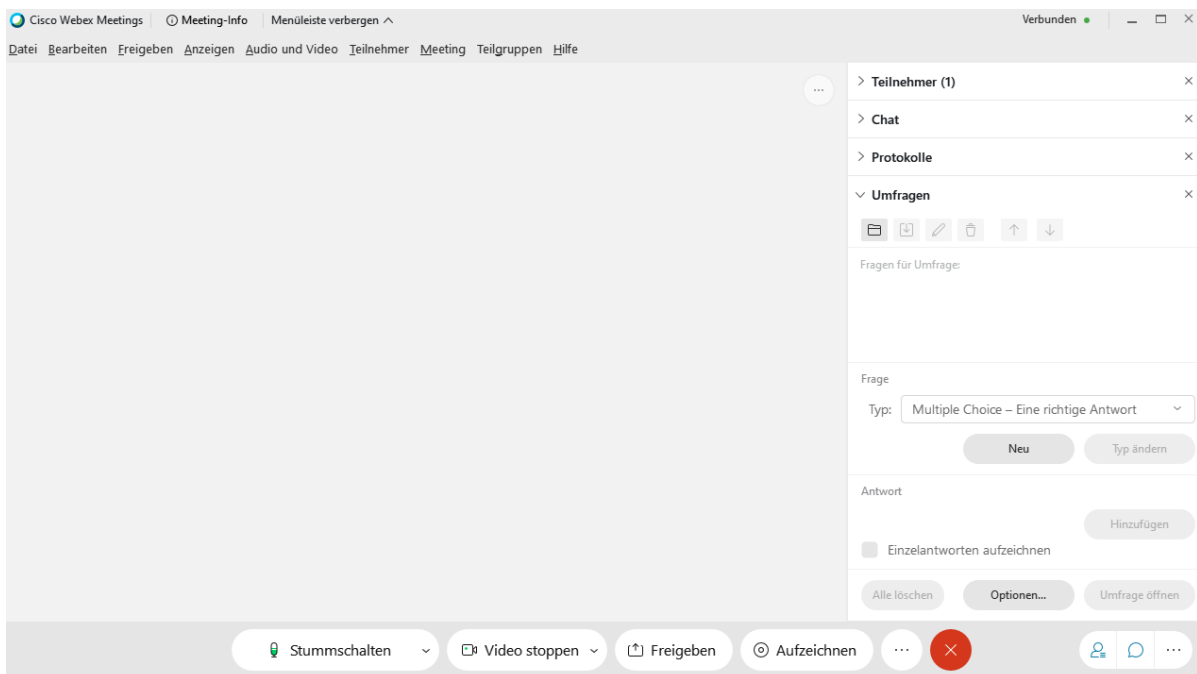 Cisco Webex Meetings Meeting-Info Menüleiste verbergen Verbunden
Datei Bearbeiten Freigeben Anzeigen Audio und Video Teilnehmer Meeting Teilgruppen Hilfe
Teilnehmer (1)
Chat
Protokolle
Umfragen
Fragen für Umfrage:
Frage
Typ: Multiple Choice – Eine richtige Antwort
Neu Typ ändern
Antwort
Hinzufügen
Einzelantworten aufzeichnen
Alle löschen Optionen... Umfrage öffnen
Stummschalten Video stoppen Freigeben Aufzeichnen